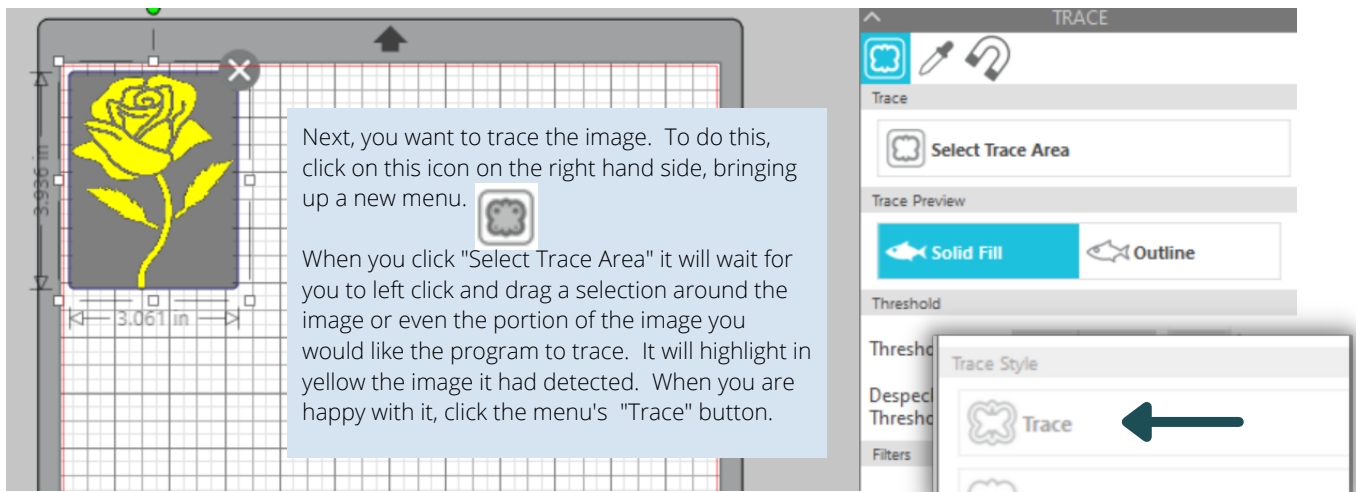 TRACE
3.936 in
3.061 in
Next, you want to trace the image.  To do this,
click on this icon on the right hand side, bringing
up a new menu.
When you click "Select Trace Area" it will wait for
you to left click and drag a selection around the
image or even the portion of the image you
would like the program to trace.  It will highlight in
yellow the image it had detected.  When you are
happy with it, click the menu's  "Trace" button.
Trace
Select Trace Area
Trace Preview
Solid Fill
Outline
Threshold
Thresho
Despecl
Thresho
Filters
Trace Style
Trace